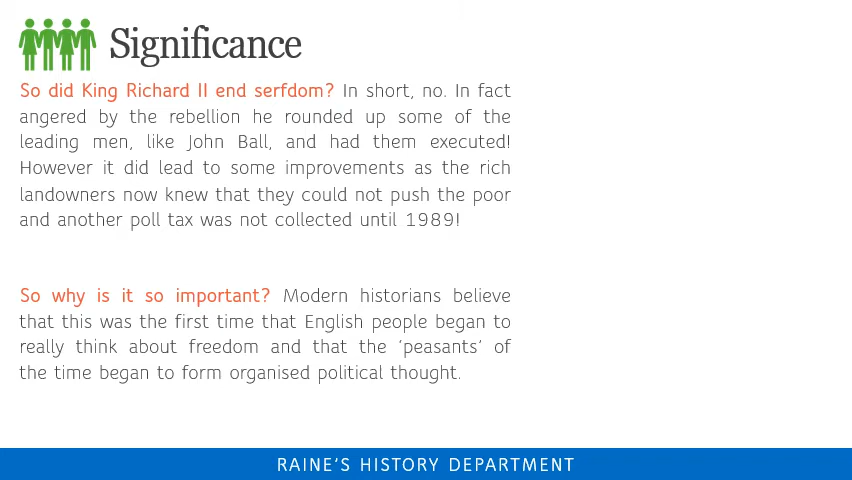 Significance
So did King Richard II end serfdom? In short, no. In fact
angered by the rebellion he rounded up some of the
leading men, like John Ball, and had them executed!
However it did lead to some improvements as the rich
landowners now knew that they could not push the poor
and another poll tax was not collected until 1989!
So why is it so important? Modern historians believe
that this was the first time that English people began to
really think about freedom and that the ‘peasants’ of
the time began to form organised political thought.
RAINE’S HISTORY DEPARTMENT